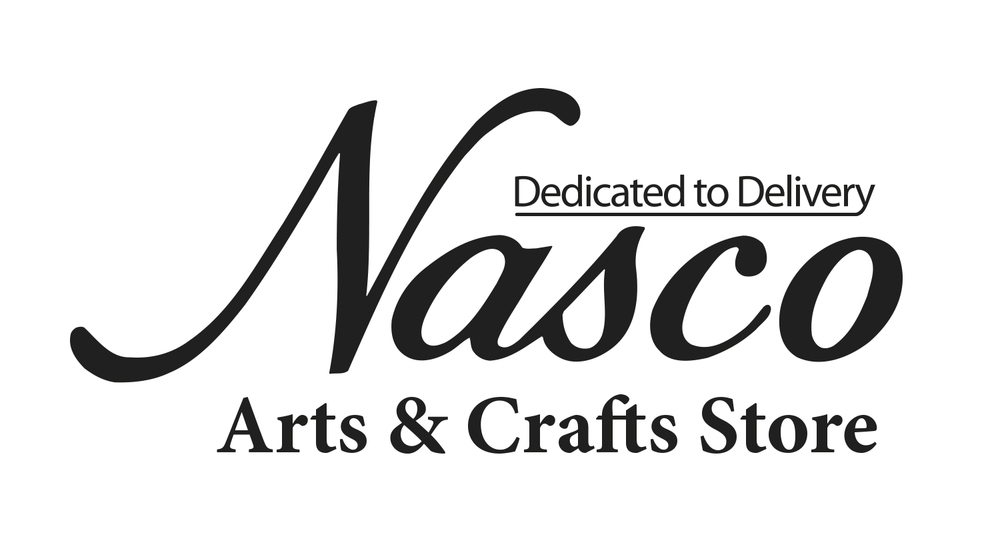 Dedicated to Delivery
Nasco
Arts & Crafts Store